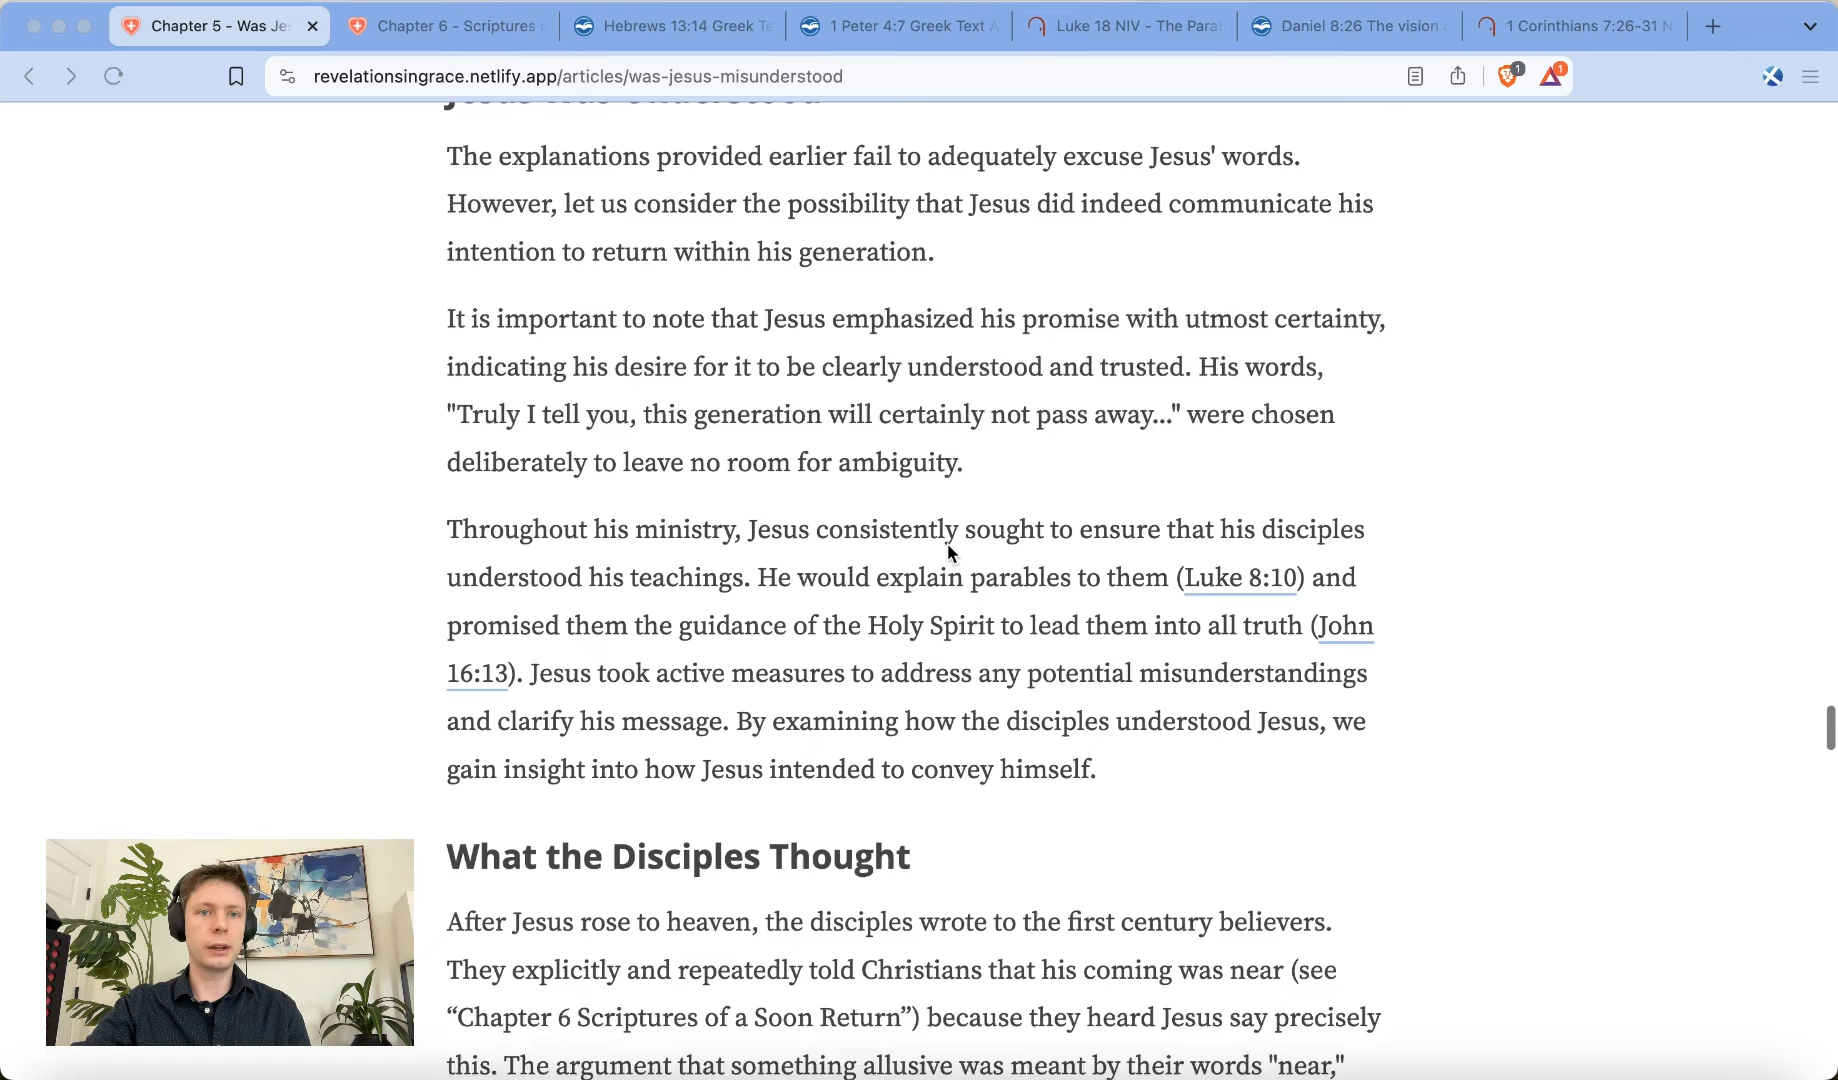 Chapter 5 - Was Je
Chapter 6 - Scriptures
Hebrews 13:14 Greek Te
1 Peter 4:7 Greek Text A
Luke 18 NIV - The Parab
Daniel 8:26 The vision
1 Corinthians 7:26-31 N
revelationsingrace.netlify.app/articles/was-jesus-misunderstood
1
1
The explanations provided earlier fail to adequately excuse Jesus' words.
However, let us consider the possibility that Jesus did indeed communicate his
intention to return within his generation.
It is important to note that Jesus emphasized his promise with utmost certainty,
indicating his desire for it to be clearly understood and trusted. His words,
"Truly I tell you, this generation will certainly not pass away..." were chosen
deliberately to leave no room for ambiguity.
Throughout his ministry, Jesus consistently sought to ensure that his disciples
understood his teachings. He would explain parables to them (Luke 8:10) and
promised them the guidance of the Holy Spirit to lead them into all truth (John
16:13). Jesus took active measures to address any potential misunderstandings
and clarify his message. By examining how the disciples understood Jesus, we
gain insight into how Jesus intended to convey himself.
What the Disciples Thought
After Jesus rose to heaven, the disciples wrote to the first century believers.
They explicitly and repeatedly told Christians that his coming was near (see
“Chapter 6 Scriptures of a Soon Return”) because they heard Jesus say precisely
this. The argument that something allusive was meant by their words "near,"